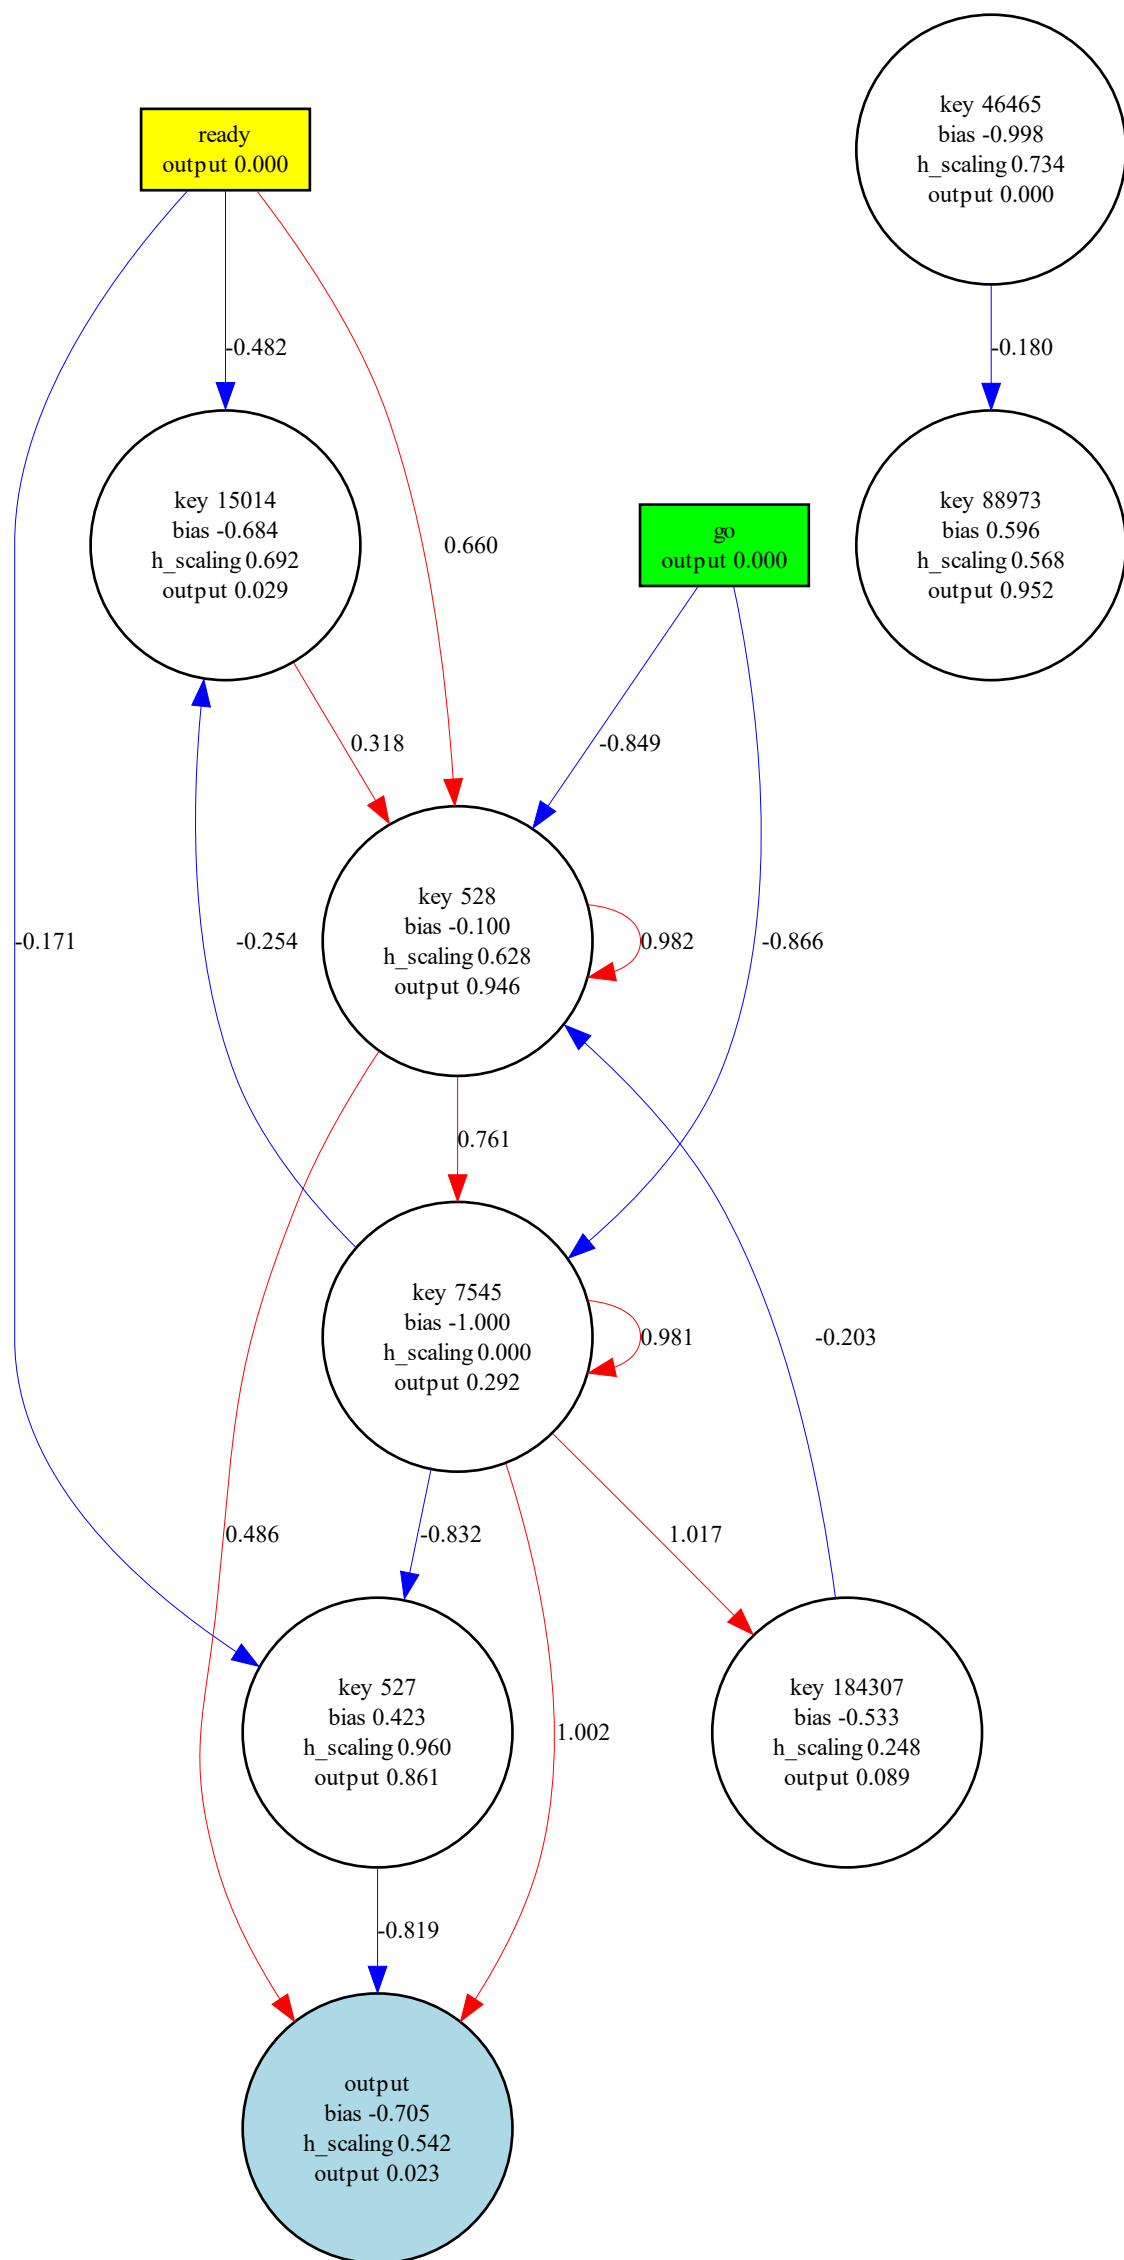 key 46465
bias -0.998
h_scaling 0.734
output 0.000
ready
output 0.000
-0.482
-0.180
key 15014
bias -0.684
h_scaling 0.692
output 0.029
0.660
go
output 0.000
key 88973
bias 0.596
h_scaling 0.568
output 0.952
0.318
-0.849
-0.171
-0.254
key 528
bias -0.100
h_scaling 0.628
output 0.946
0.982
-0.866
0.761
key 7545
bias -1.000
h_scaling 0.000
output 0.292
0.981
-0.203
0.486
-0.832
1.017
key 527
bias 0.423
h_scaling 0.960
output 0.861
1.002
key 184307
bias -0.533
h_scaling 0.248
output 0.089
-0.819
output
bias -0.705
h_scaling 0.542
output 0.023